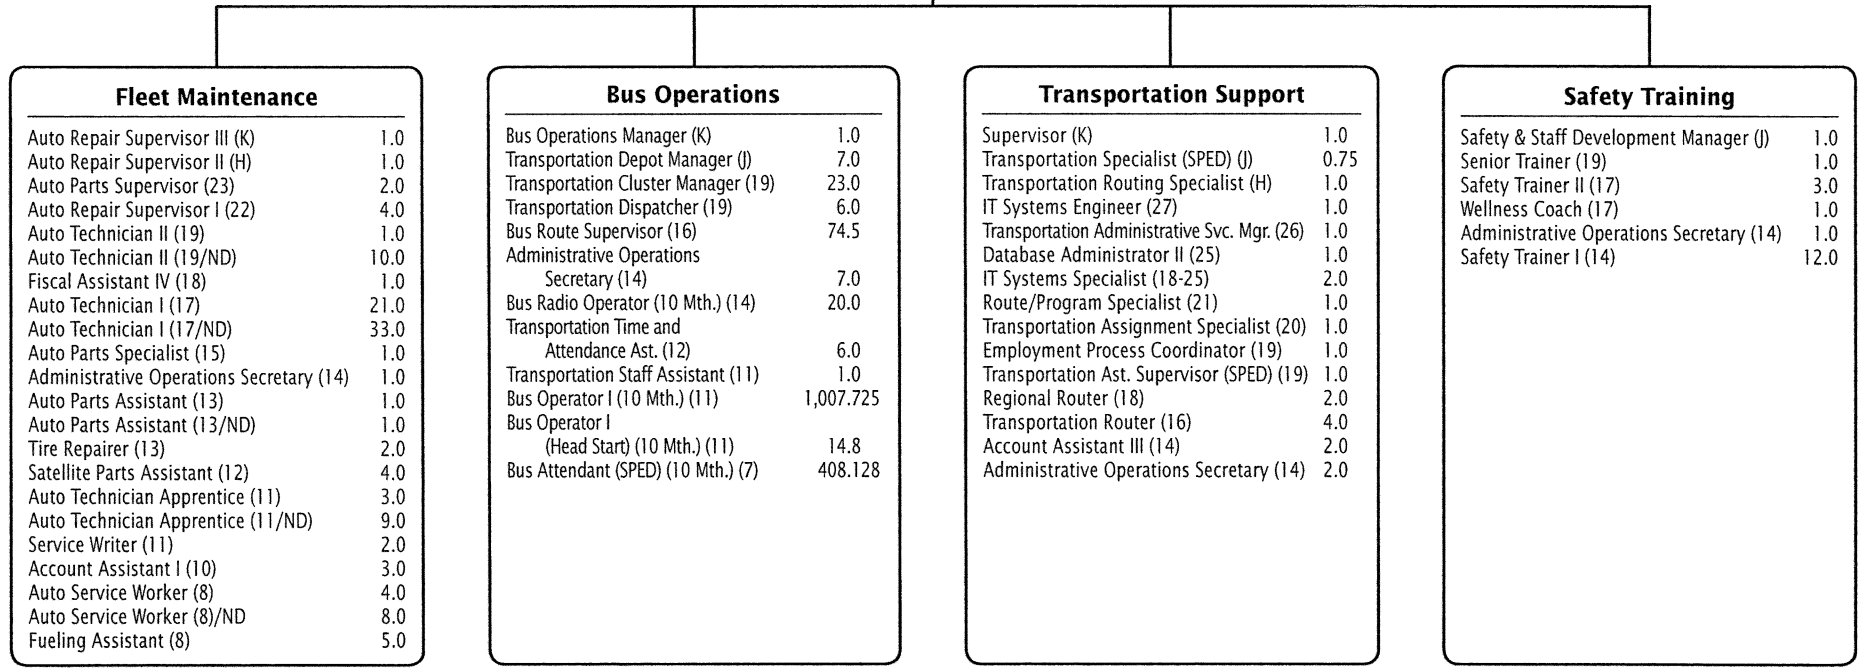 Fleet Maintenance
Auto Repair Supervisor III (K) 1.0
Auto Repair Supervisor II (H) 1.0
Auto Parts Supervisor (23) 2.0
Auto Repair Supervisor I (22) 4.0
Auto Technician II (19) 1.0
Auto Technician II (19/ND) 10.0
Fiscal Assistant IV (18) 1.0
Auto Technician I (17) 21.0
Auto Technician I (17/ND) 33.0
Auto Parts Specialist (15) 1.0
Administrative Operations Secretary (14) 1.0
Auto Parts Assistant (13) 1.0
Auto Parts Assistant (13/ND) 1.0
Tire Repairer (13) 2.0
Satellite Parts Assistant (12) 4.0
Auto Technician Apprentice (11) 3.0
Auto Technician Apprentice (11/ND) 9.0
Service Writer (11) 2.0
Account Assistant I (10) 3.0
Auto Service Worker (8) 4.0
Auto Service Worker (8)/ND 8.0
Fueling Assistant (8) 5.0
Bus Operations
Bus Operations Manager (K) 1.0
Transportation Depot Manager (J) 7.0
Transportation Cluster Manager (19) 23.0
Transportation Dispatcher (19) 6.0
Bus Route Supervisor (16) 74.5
Administrative Operations
Secretary (14) 7.0
Bus Radio Operator (10 Mth.) (14) 20.0
Transportation Time and
Attendance Ast. (12) 6.0
Transportation Staff Assistant (11) 1.0
Bus Operator I (10 Mth.) (11) 1,007.725
Bus Operator I
(Head Start) (10 Mth.) (11) 14.8
Bus Attendant (SPED) (10 Mth.) (7) 408.128
Transportation Support
Supervisor (K) 1.0
Transportation Specialist (SPED) (J) 0.75
Transportation Routing Specialist (H) 1.0
IT Systems Engineer (27) 1.0
Transportation Administrative Svc. Mgr. (26) 1.0
Database Administrator II (25) 1.0
IT Systems Specialist (18-25) 2.0
Route/Program Specialist (21) 1.0
Transportation Assignment Specialist (20) 1.0
Employment Process Coordinator (19) 1.0
Transportation Ast. Supervisor (SPED) (19) 1.0
Regional Router (18) 2.0
Transportation Router (16) 4.0
Account Assistant III (14) 2.0
Administrative Operations Secretary (14) 2.0
Safety Training
Safety & Staff Development Manager (J) 1.0
Senior Trainer (19) 1.0
Safety Trainer II (17) 3.0
Wellness Coach (17) 1.0
Administrative Operations Secretary (14) 1.0
Safety Trainer I (14) 12.0